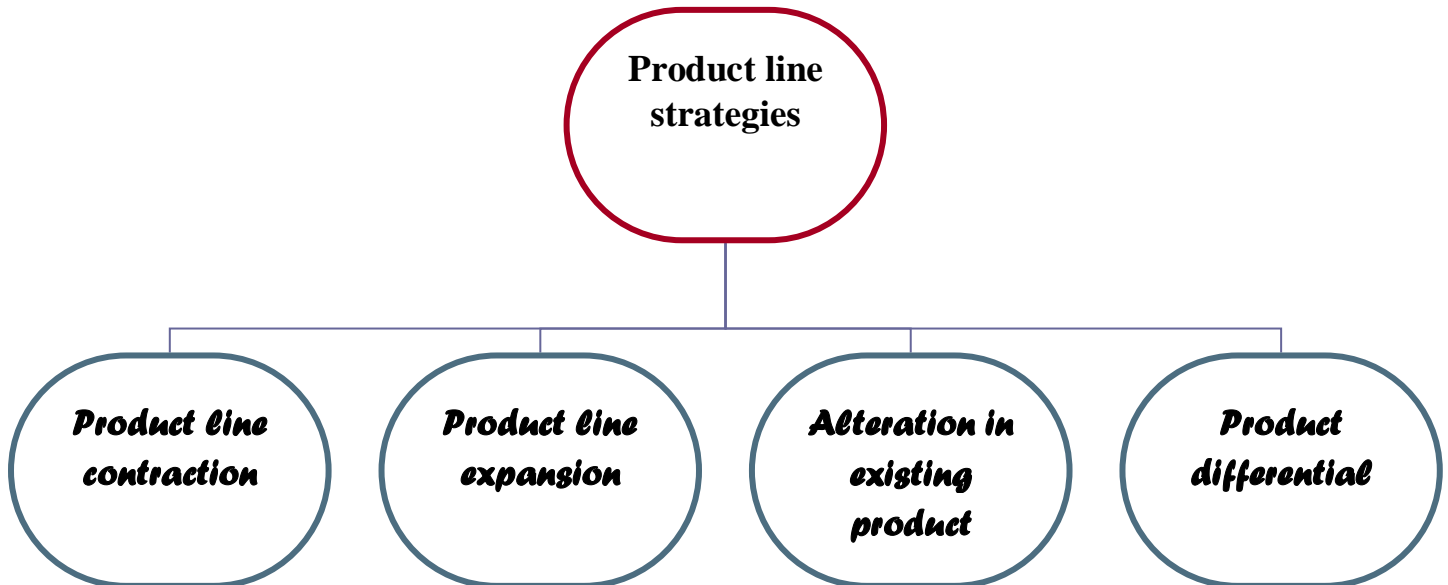 Product line
strategies
Product line
contraction
Product line
expansion
Alteration in
existing
product
Product
differential